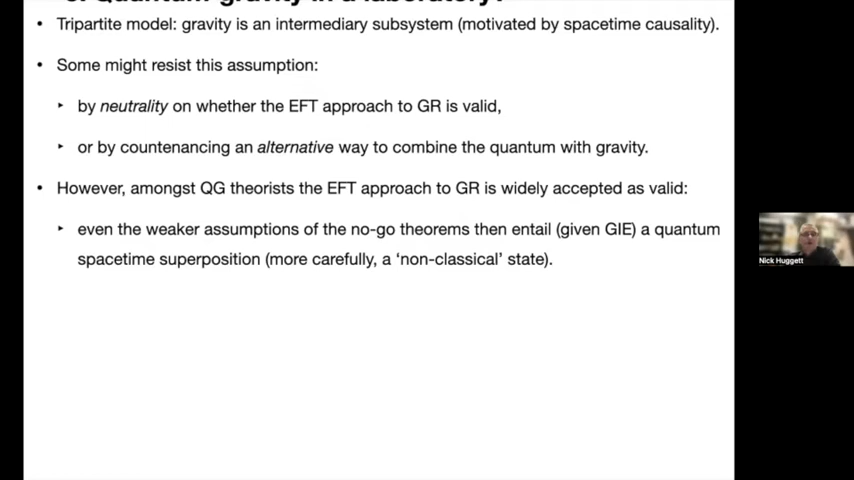 Quantum gravity in a laboratory?
• Tripartite model: gravity is an intermediary subsystem (motivated by spacetime causality).
• Some might resist this assumption:
‣ by neutrality on whether the EFT approach to GR is valid,
‣ or by countenancing an alternative way to combine the quantum with gravity.
• However, amongst QG theorists the EFT approach to GR is widely accepted as valid:
‣ even the weaker assumptions of the no-go theorems then entail (given GIE) a quantum
spacetime superposition (more carefully, a ‘non-classical’ state).
Nick Huggett